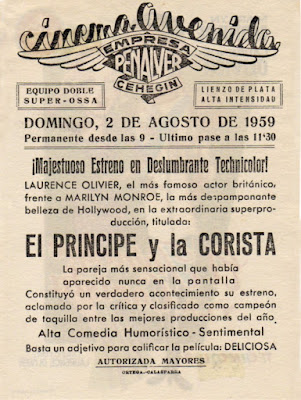 cinema Avenida
EMPRESA
PEÑALVER
CEHEGIN
EQUIPO DOBLE
SUPER-OSSA
LIENZO DE PLATA
ALTA INTENSIDAD
DOMINGO, 2 DE AGOSTO DE 1959
Permanente desde las 9 - Ultimo pase a las 11'30
¡Majestuoso Estreno en Deslumbrante Technicolor!
LAURENCE OLIVIER, el más famoso actor británico,
frente a MARILYN MONROE, la más despampanante
belleza de Hollywood, en la extraordinaria superpro-
ducción, titulada:
El PRINCIPE y la CORISTA
La pareja más sensacional que había
aparecido nunca en la pantalla
Constituyó un verdadero acontecimiento su estreno,
aclamado por la crítica y clasificado como campeón
de taquilla entre las mejores producciones del año.
Alta Comedia Humorístico - Sentimental
Basta un adjetivo para calificar la película: DELICIOSA
AUTORIZADA MAYORES
ORTEGA.-CALASPARRA